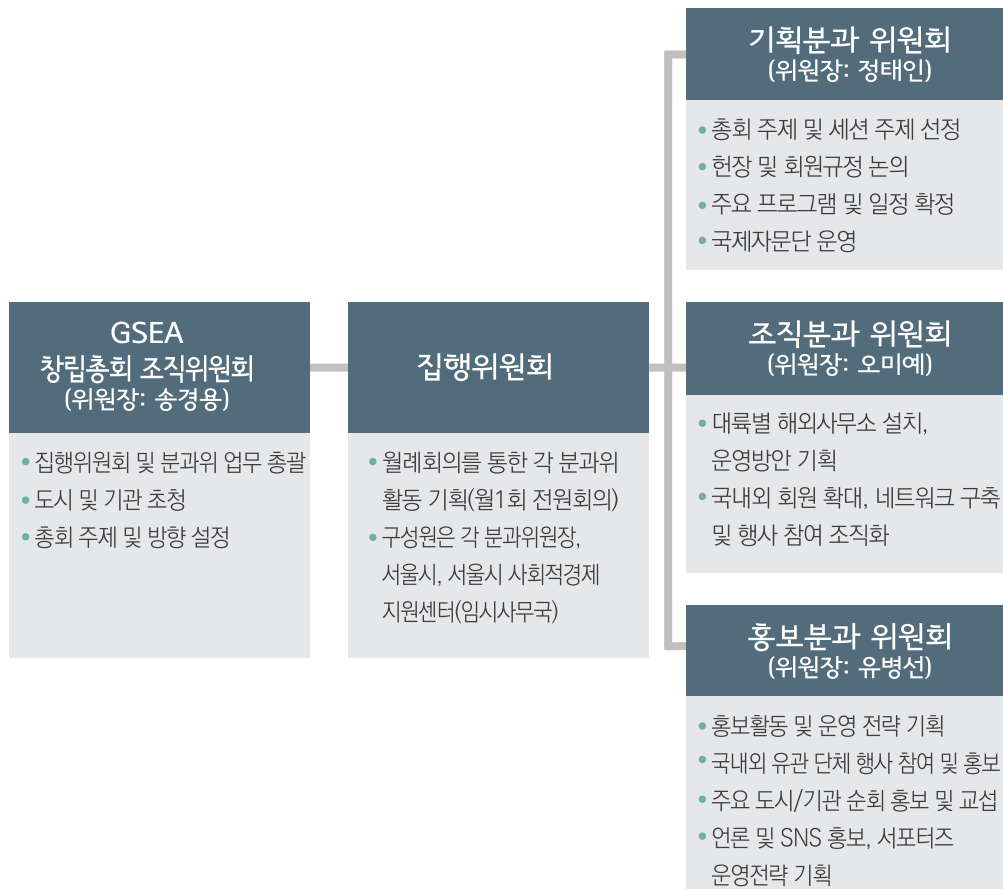 GSEA
창립총회 조직위원회
(위원장: 송경용)
• 집행위원회 및 분과위 업무 총괄
• 도시 및 기관 초청
• 총회 주제 및 방향 설정
집행위원회
• 월례회의를 통한 각 분과위
활동 기획(월1회 전원회의)
• 구성원은 각 분과위원장,
서울시, 서울시 사회적경제
지원센터(임시사무국)
기획분과 위원회
(위원장: 정태인)
• 총회 주제 및 세션 주제 선정
• 헌장 및 회원규정 논의
• 주요 프로그램 및 일정 확정
• 국제자문단 운영
조직분과 위원회
(위원장: 오미예)
• 대륙별 해외사무소 설치,
운영방안 기획
• 국내외 회원 확대, 네트워크 구축
및 행사 참여 조직화
홍보분과 위원회
(위원장: 유병선)
• 홍보활동 및 운영 전략 기획
• 국내외 유관 단체 행사 참여 및 홍보
• 주요 도시/기관 순회 홍보 및 교섭
• 언론 및 SNS 홍보, 서포터즈
운영전략 기획